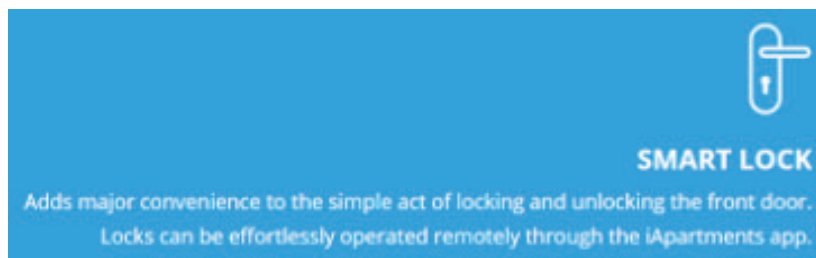 SMART LOCK
Adds major convenience to the simple act of locking and unlocking the front door.
Locks can be effortlessly operated remotely through the iApartments app.